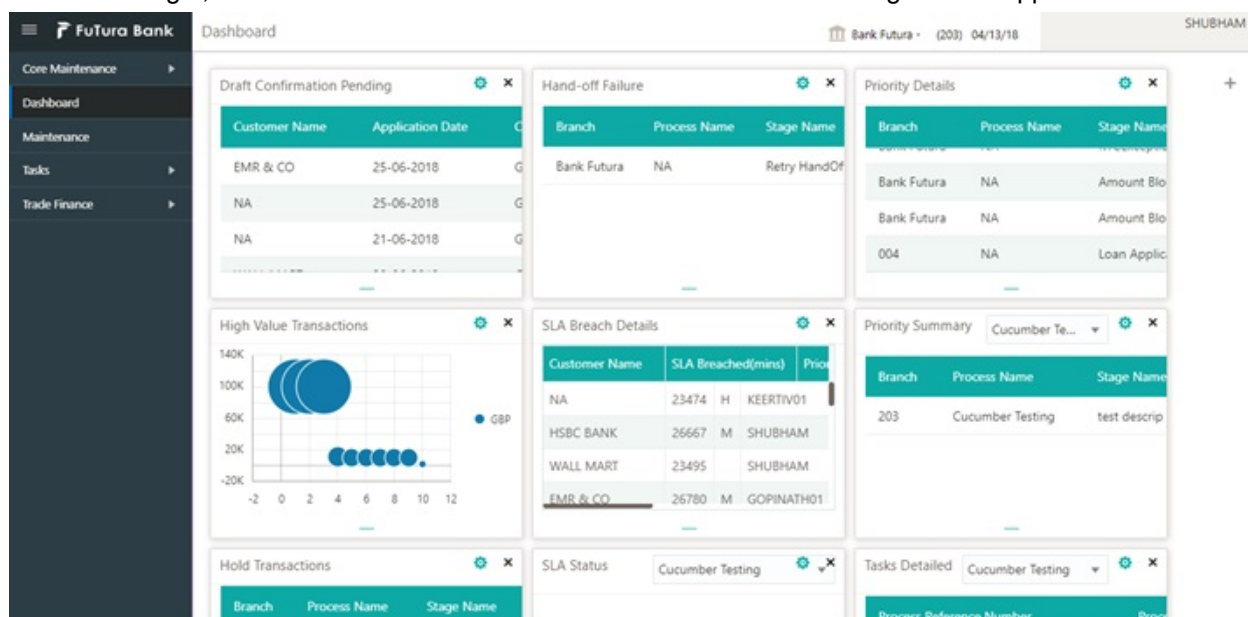 FuTura Bank
Dashboard
Bank Futura - (203) 04/13/18
SHUBHAM
Core Maintenance
Dashboard
Maintenance
Tasks
Trade Finance
Draft Confirmation Pending
Customer Name Application Date C
EMR & CO 25-06-2018 G
NA 25-06-2018 G
NA 21-06-2018 G
Hand-off Failure
Branch Process Name Stage Name
Bank Futura NA Retry HandOf
Priority Details
Branch Process Name Stage Name
Bank Futura NA Amount Blo
Bank Futura NA Amount Blo
004 NA Loan Applic
High Value Transactions
140K
100K
60K
20K
-20K
-2 0 2 4 6 8 10 12
GBP
SLA Breach Details
Customer Name SLA Breached(mins) Prior
NA 23474 H KEERTIV01
HSBC BANK 26667 M SHUBHAM
WALL MART 23495 SHUBHAM
EMR & CO 26780 M GOPINATH01
Priority Summary Cucumber Te...
Branch Process Name Stage Name
203 Cucumber Testing test descrip
Hold Transactions
Branch Process Name Stage Name
SLA Status Cucumber Testing
Tasks Detailed Cucumber Testing
Process Reference Number Proc